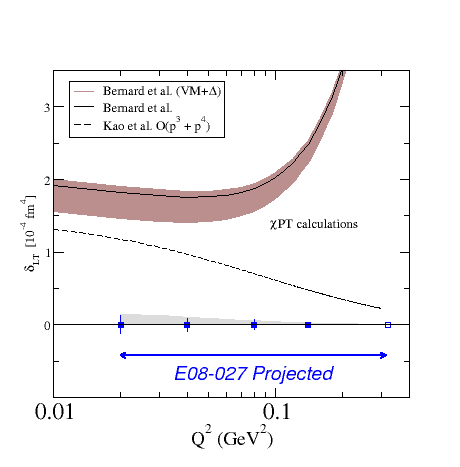 Bernard et al. (VM+Δ)
Bernard et al.
Kao et al. O(p³ + p⁴)
χPT calculations
δ_LT [10⁻⁴ fm⁴]
3
2
1
0
E08-027 Projected
0.01 0.1
Q² (GeV²)